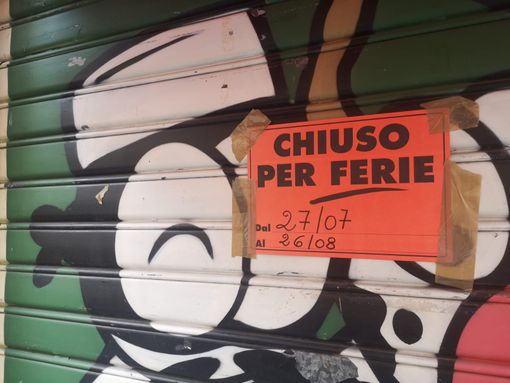 CHIUSO
PER FERIE
Dal 27/07
Al 26/08